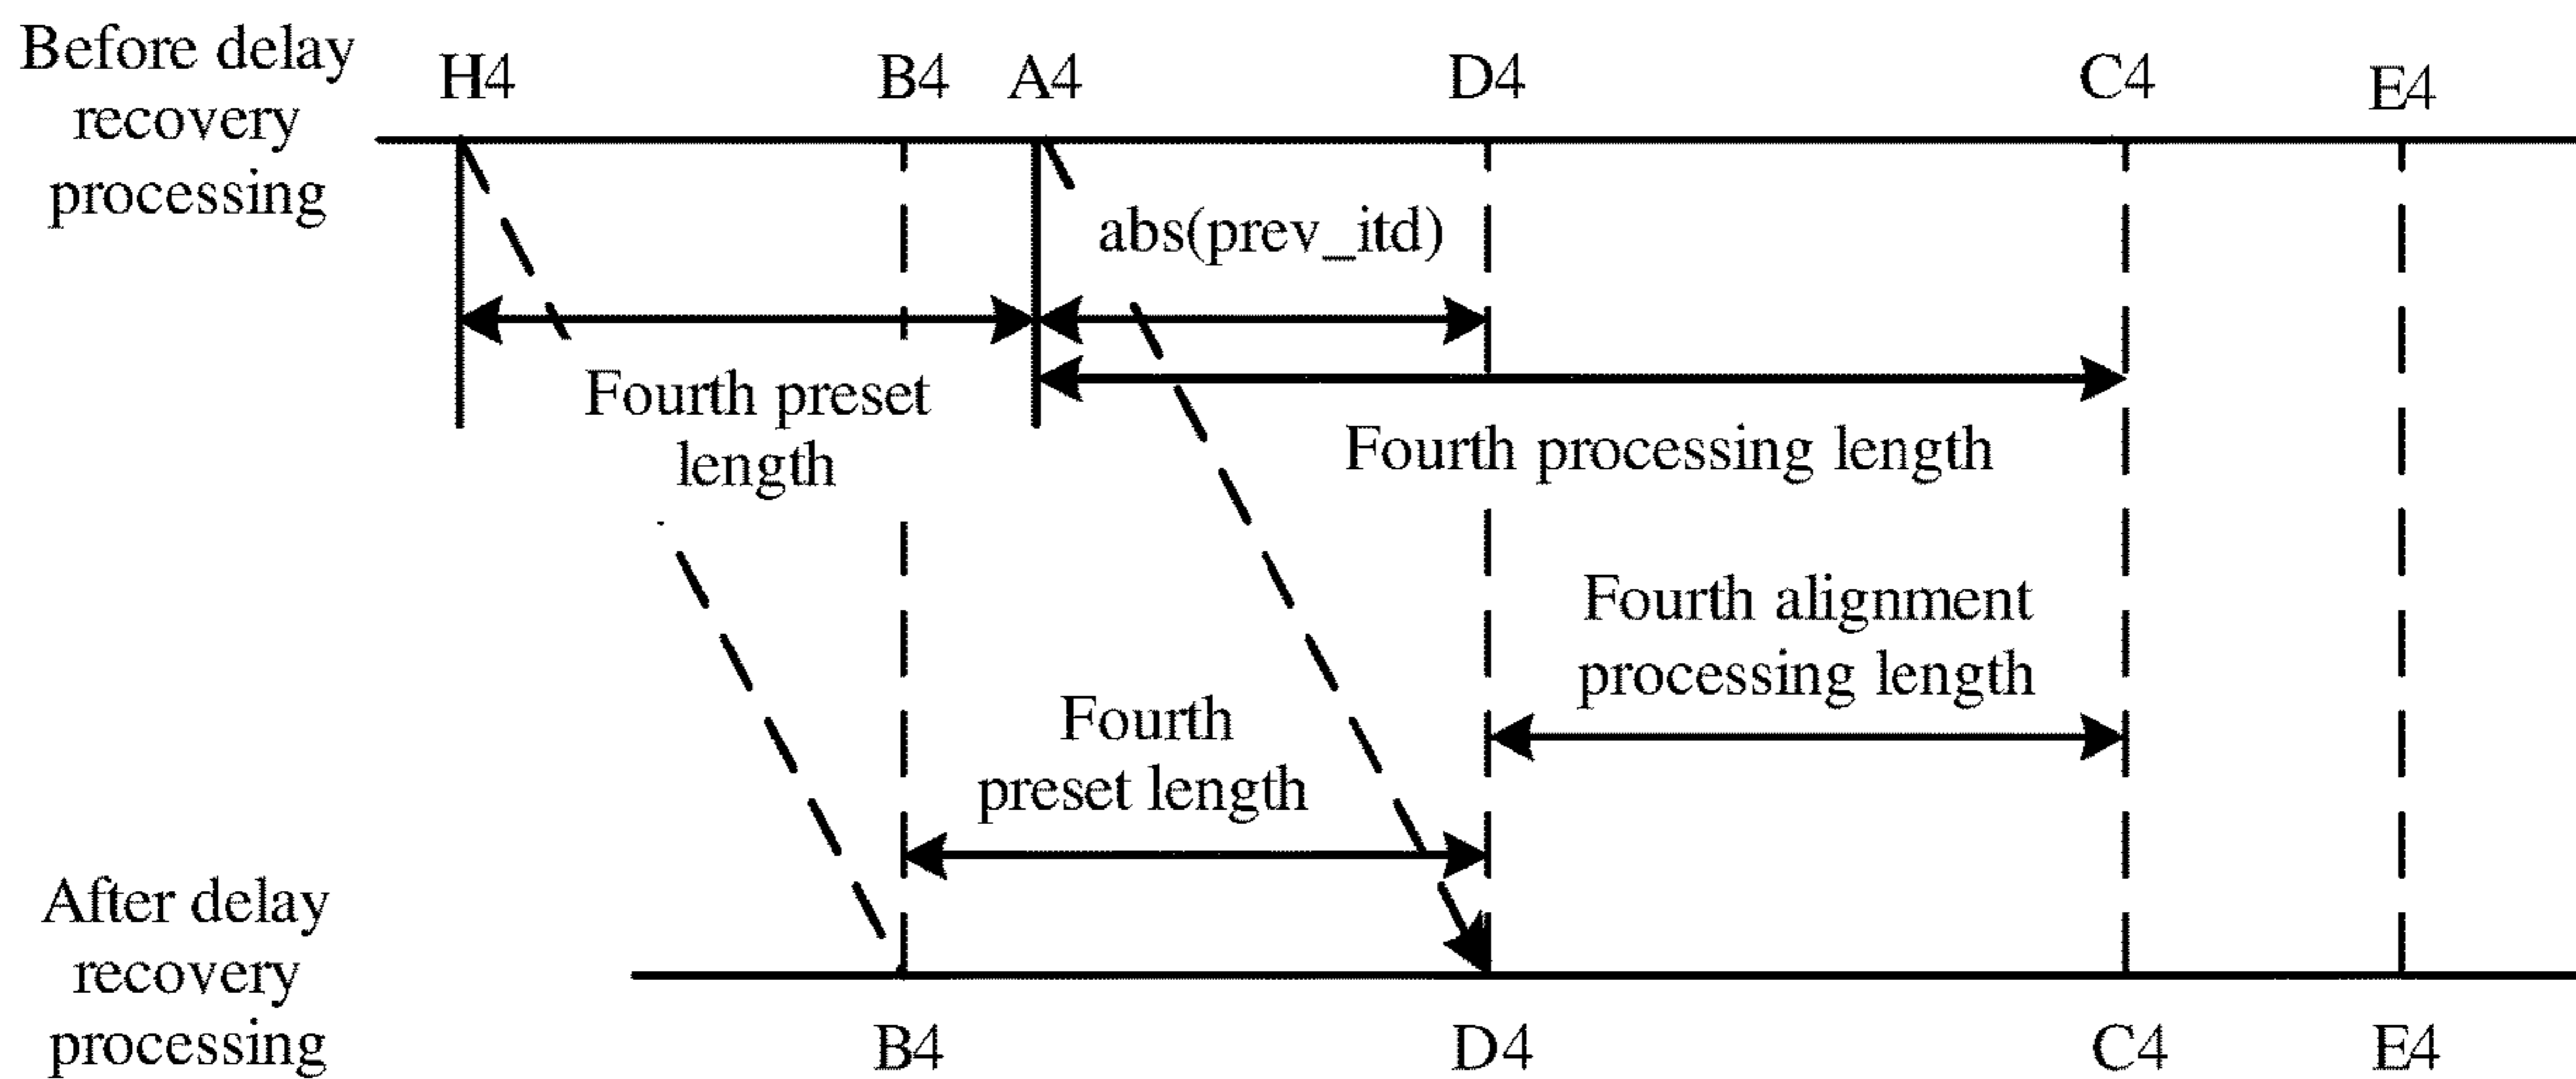 Before delay
recovery
processing
H4
B4
A4
D4
C4
E4
abs(prev_itd)
Fourth preset
length
Fourth processing length
Fourth alignment
processing length
Fourth
preset length
After delay
recovery
processing
B4
D4
C4
E4